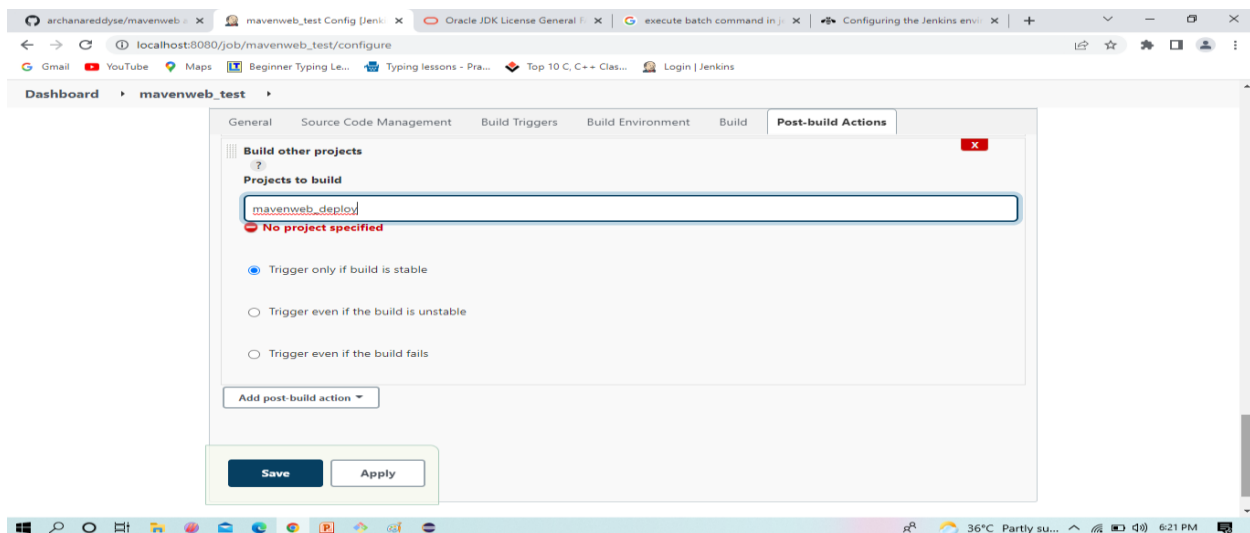 archanareddyse/mavenweb a
mavenweb_test Config [Jenki
Oracle JDK License General F
execute batch command in j
Configuring the Jenkins envi
localhost:8080/job/mavenweb_test/configure
Gmail YouTube Maps LT Beginner Typing Le... Typing lessons - Pra... Top 10 C, C++ Clas... Login | Jenkins
Dashboard mavenweb_test
General Source Code Management Build Triggers Build Environment Build Post-build Actions
Build other projects
X
?
Projects to build
mavenweb_deploy
No project specified
Trigger only if build is stable
Trigger even if the build is unstable
Trigger even if the build fails
Add post-build action
Save Apply
36°C Partly su... 6:21 PM